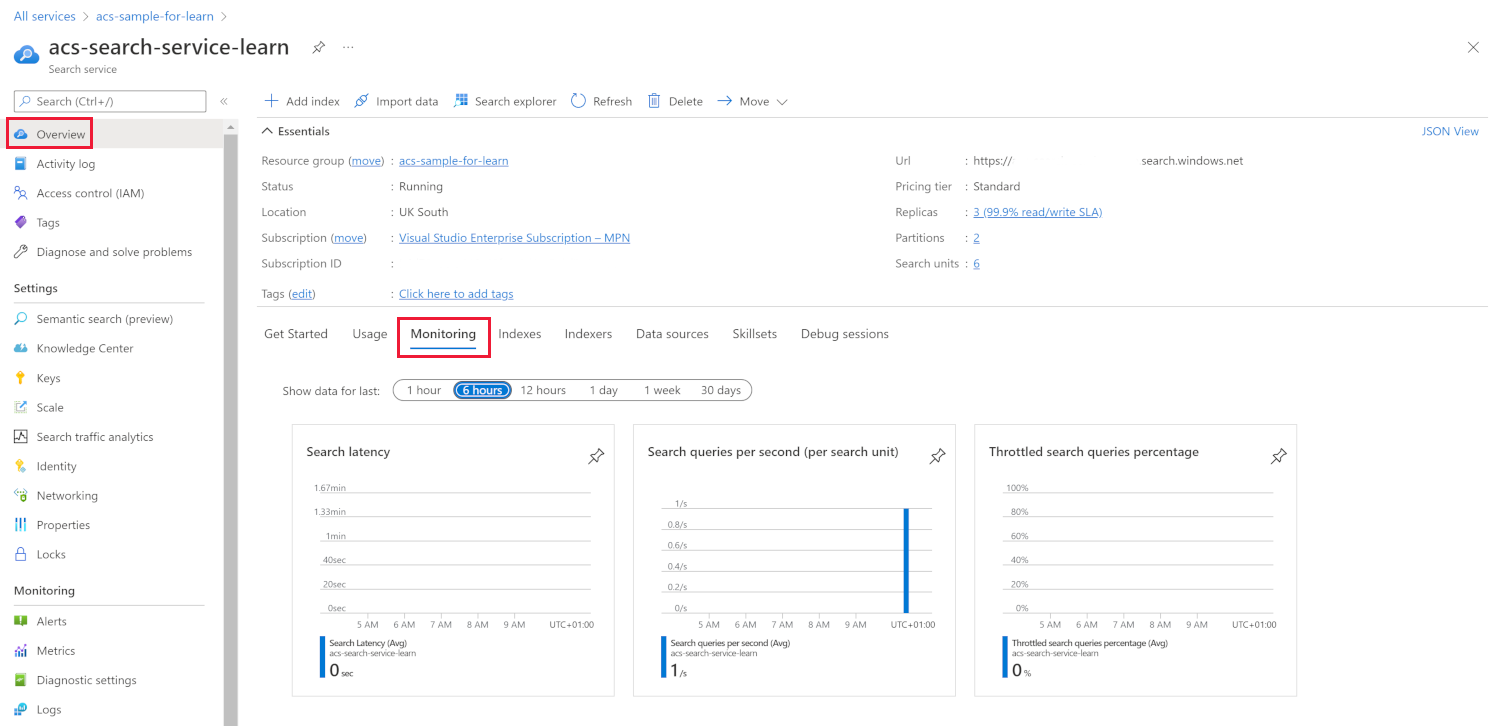 All services > acs-sample-for-learn >
acs-search-service-learn ...
Search service
Search (Ctrl+/) «
Overview
Activity log
Access control (IAM)
Tags
Diagnose and solve problems
Settings
Semantic search (preview)
Knowledge Center
Keys
Scale
Search traffic analytics
Identity
Networking
Properties
Locks
Monitoring
Alerts
Metrics
Diagnostic settings
Logs
Add index Import data Search explorer Refresh Delete Move
Essentials JSON View
Resource group (move) : acs-sample-for-learn
Status : Running
Location : UK South
Subscription (move) : Visual Studio Enterprise Subscription – MPN
Subscription ID :
Tags (edit) : Click here to add tags
Url : https:// search.windows.net
Pricing tier : Standard
Replicas : 3 (99.9% read/write SLA)
Partitions : 2
Search units : 6
Get Started Usage Monitoring Indexes Indexers Data sources Skillsets Debug sessions
Show data for last: 1 hour 6 hours 12 hours 1 day 1 week 30 days
Search latency
1.67min
1.33min
1min
40sec
20sec
0sec
5 AM 6 AM 7 AM 8 AM 9 AM UTC+01:00
Search Latency (Avg)
acs-search-service-learn
0 sec
Search queries per second (per search unit)
1/s
0.8/s
0.6/s
0.4/s
0.2/s
0/s
5 AM 6 AM 7 AM 8 AM 9 AM UTC+01:00
Search queries per second (Avg)
acs-search-service-learn
1 /s
Throttled search queries percentage
100%
80%
60%
40%
20%
0%
5 AM 6 AM 7 AM 8 AM 9 AM UTC+01:00
Throttled search queries percentage (Avg)
acs-search-service-learn
0 %